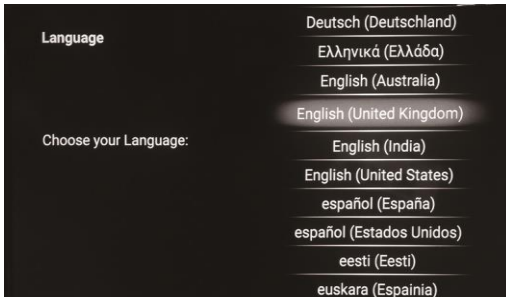 Language
Choose your Language:
Deutsch (Deutschland)
Ελληνικά (Ελλάδα)
English (Australia)
English (United Kingdom)
English (India)
English (United States)
español (España)
español (Estados Unidos)
eesti (Eesti)
euskara (Espainia)